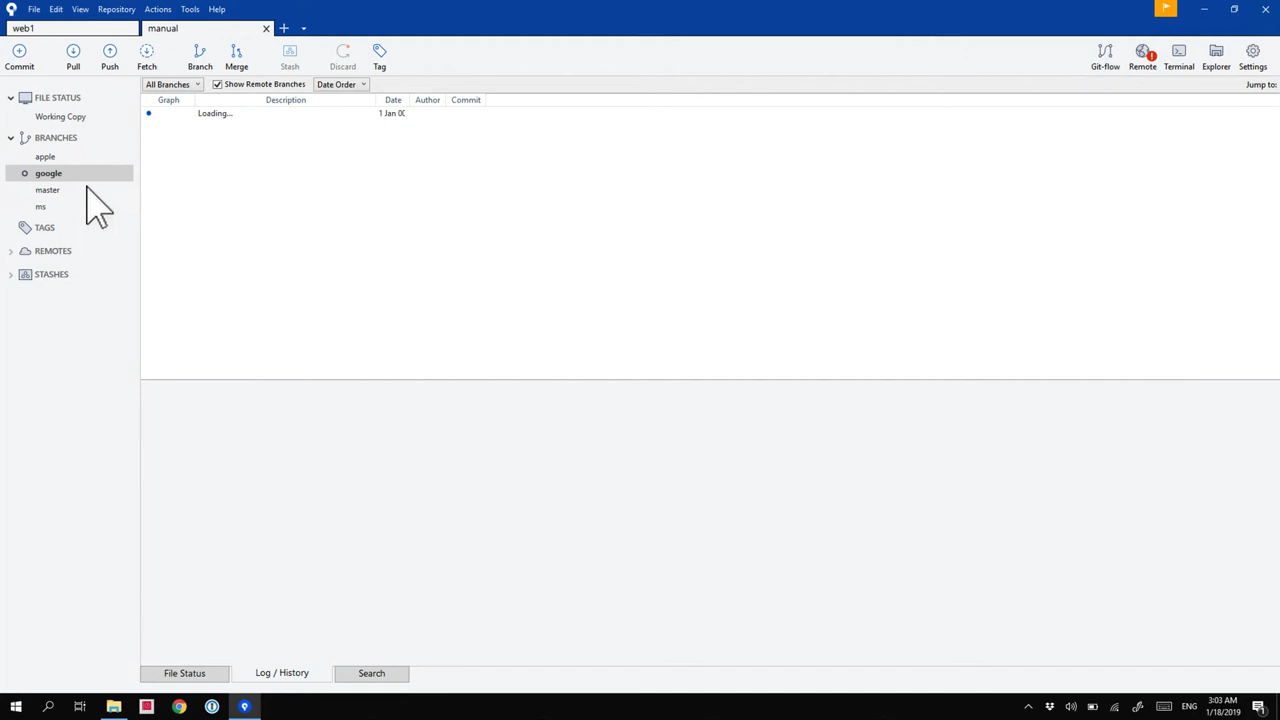 File Edit View Repository Actions Tools Help
web1 manual
Commit Pull Push Fetch Branch Merge Stash Discard Tag Git-flow Remote Terminal Explorer Settings
All Branches Show Remote Branches Date Order Jump to:
FILE STATUS
Working Copy
BRANCHES
apple
google
master
ms
TAGS
REMOTES
STASHES
Graph Description Date Author Commit
Loading... 1 Jan 00
File Status Log / History Search
ENG
3:03 AM
1/18/2019